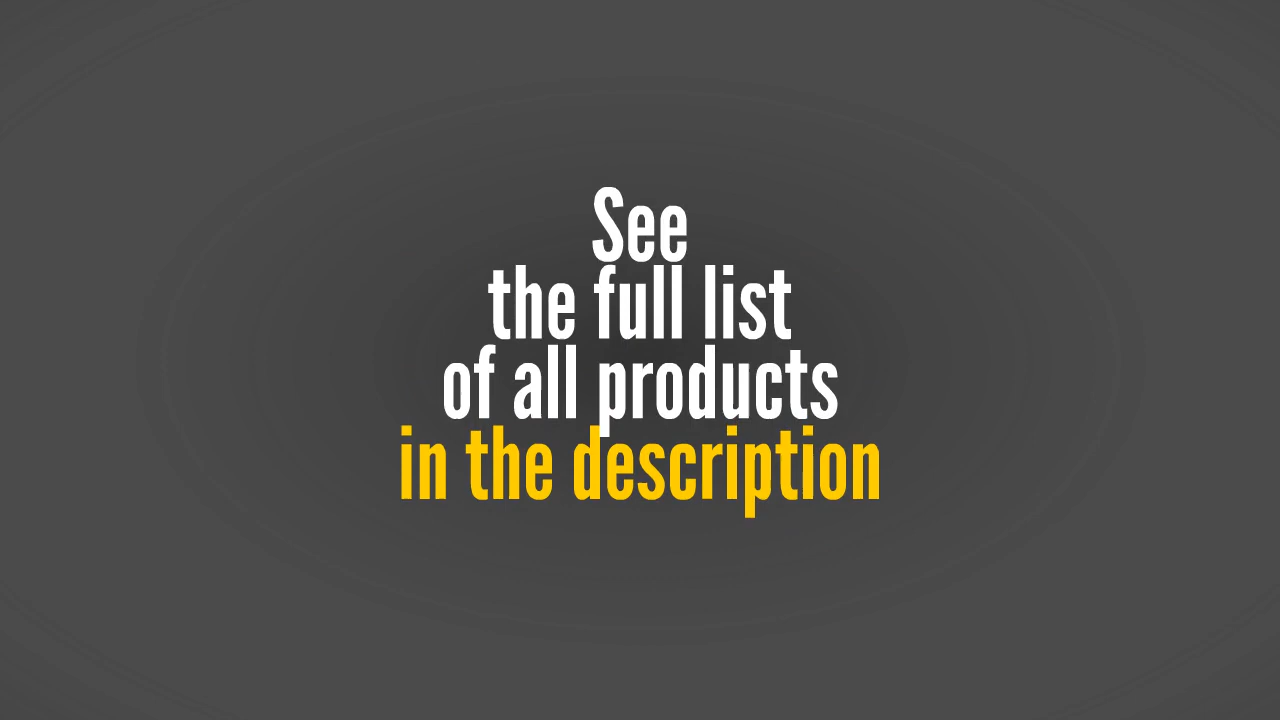 See
the full list
of all products
in the description